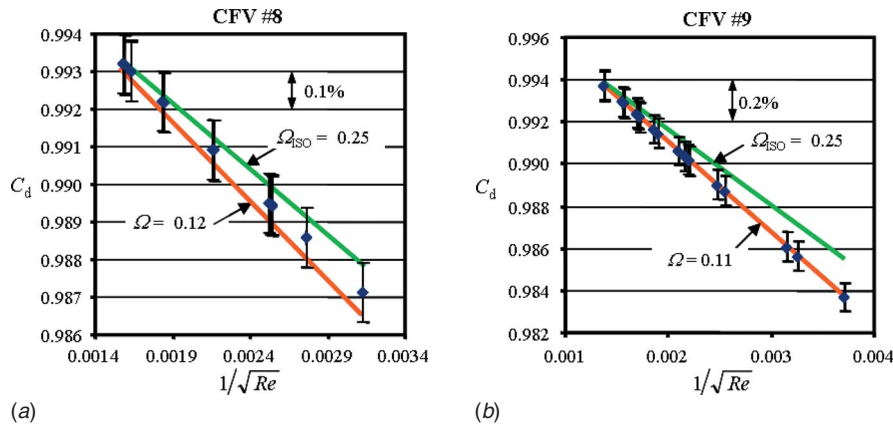 CFV #8
0.994
0.993
0.992
0.991
0.990
0.989
0.988
0.987
0.986
C_d
0.1%
Ω_ISO = 0.25
Ω = 0.12
0.0014 0.0019 0.0024 0.0029 0.0034
1/√Re
(a)
CFV #9
0.996
0.994
0.992
0.990
0.988
0.986
0.984
0.982
C_d
0.2%
Ω_ISO = 0.25
Ω = 0.11
0.001 0.002 0.003 0.004
1/√Re
(b)